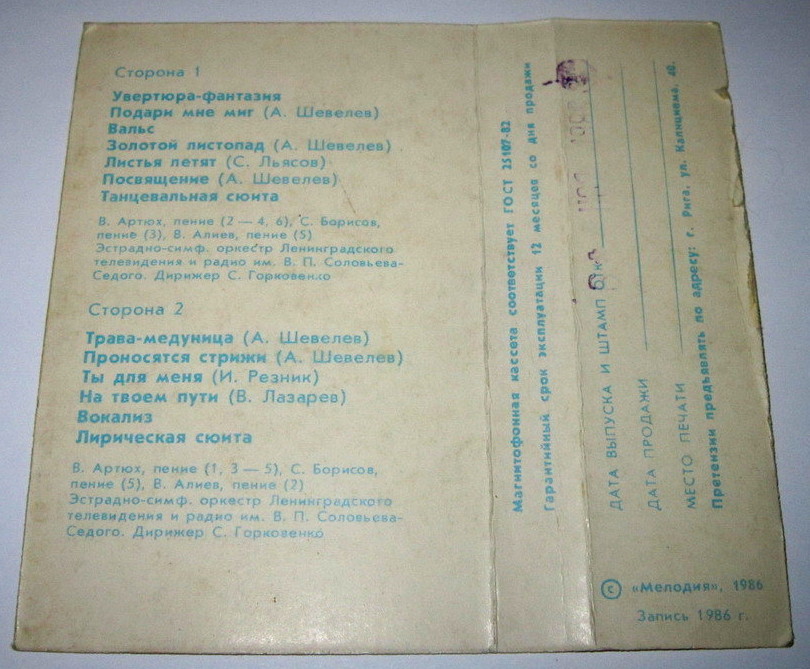 Сторона 1
Увертюра-фантазия
Подари мне миг (А. Шевелев)
Вальс
Золотой листопад (А. Шевелев)
Листья летят (С. Льясов)
Посвящение (А. Шевелев)
Танцевальная сюита
В. Артюх, пение (2 — 4, 6), С. Борисов,
пение (3), В. Алиев, пение (5)
Эстрадно-симф. оркестр Ленинградского
телевидения и радио им. В. П. Соловьева-
Седого. Дирижер С. Горковенко
Сторона 2
Трава-медуница (А. Шевелев)
Проносятся стрижи (А. Шевелев)
Ты для меня (И. Резник)
На твоем пути (В. Лазарев)
Вокализ
Лирическая сюита
В. Артюх, пение (1, 3 — 5), С. Борисов,
пение (5), В. Алиев, пение (2)
Эстрадно-симф. оркестр Ленинградского
телевидения и радио им. В. П. Соловьева-
Седого. Дирижер С. Горковенко
Магнитофонная кассета соответствует ГОСТ 25107-82
Гарантийный срок эксплуатации 12 месяцев со дня продажи
ДАТА ВЫПУСКА И ШТАМП ОТК
ДАТА ПРОДАЖИ
МЕСТО ПЕЧАТИ
Претензии предъявлять по адресу: г. Рига, ул. Калнциема, 40.
© «Мелодия», 1986
Запись 1986 г.